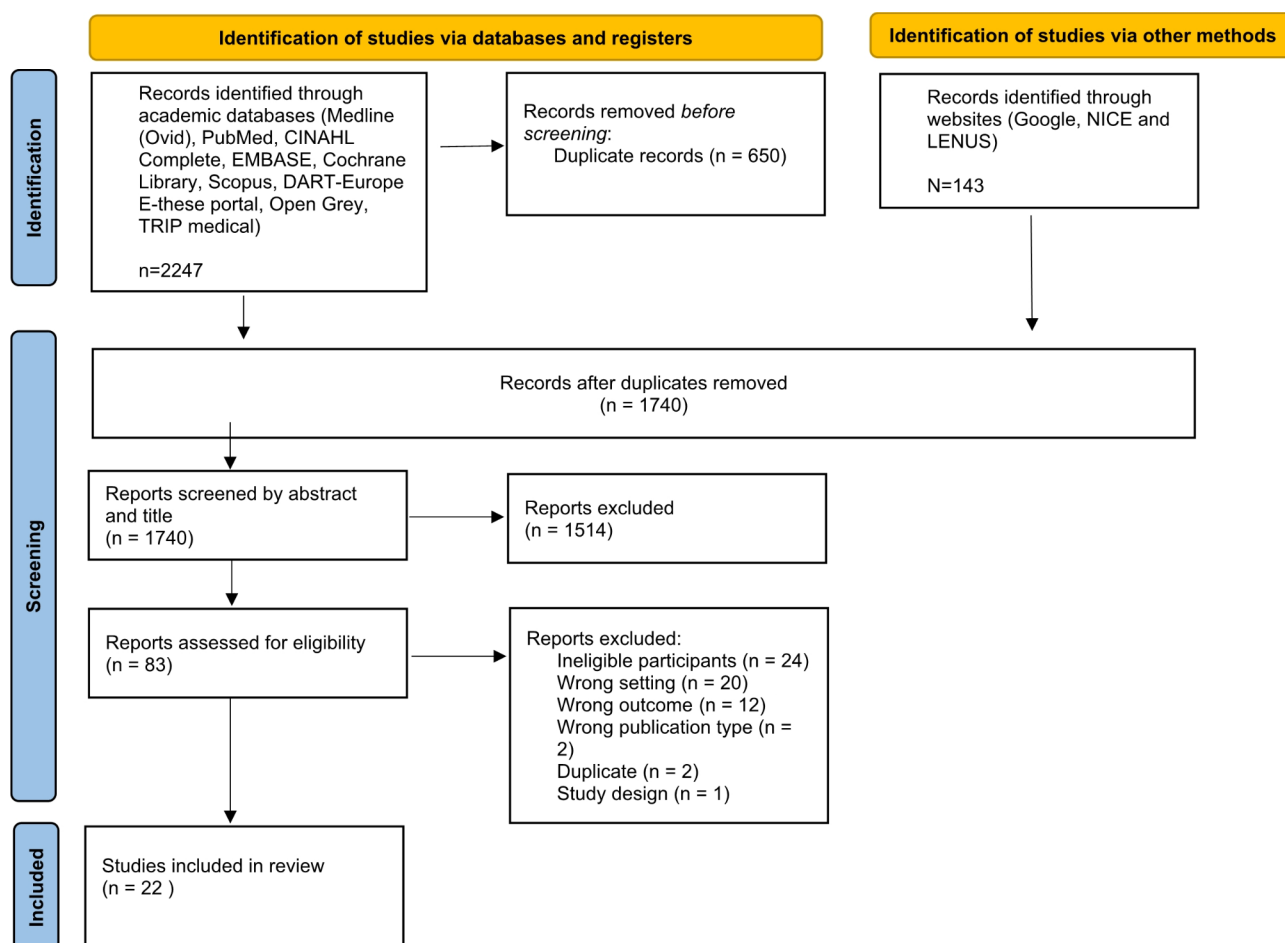 Identification of studies via databases and registers
Identification of studies via other methods
Identification
Records identified through
academic databases (Medline
(Ovid), PubMed, CINAHL
Complete, EMBASE, Cochrane
Library, Scopus, DART-Europe
E-these portal, Open Grey,
TRIP medical)
n=2247
Records removed before
screening:
Duplicate records (n = 650)
Records identified through
websites (Google, NICE and
LENUS)
N=143
Screening
Records after duplicates removed
(n = 1740)
Reports screened by abstract
and title
(n = 1740)
Reports excluded
(n = 1514)
Reports assessed for eligibility
(n = 83)
Reports excluded:
Ineligible participants (n = 24)
Wrong setting (n = 20)
Wrong outcome (n = 12)
Wrong publication type (n =
2)
Duplicate (n = 2)
Study design (n = 1)
Included
Studies included in review
(n = 22 )